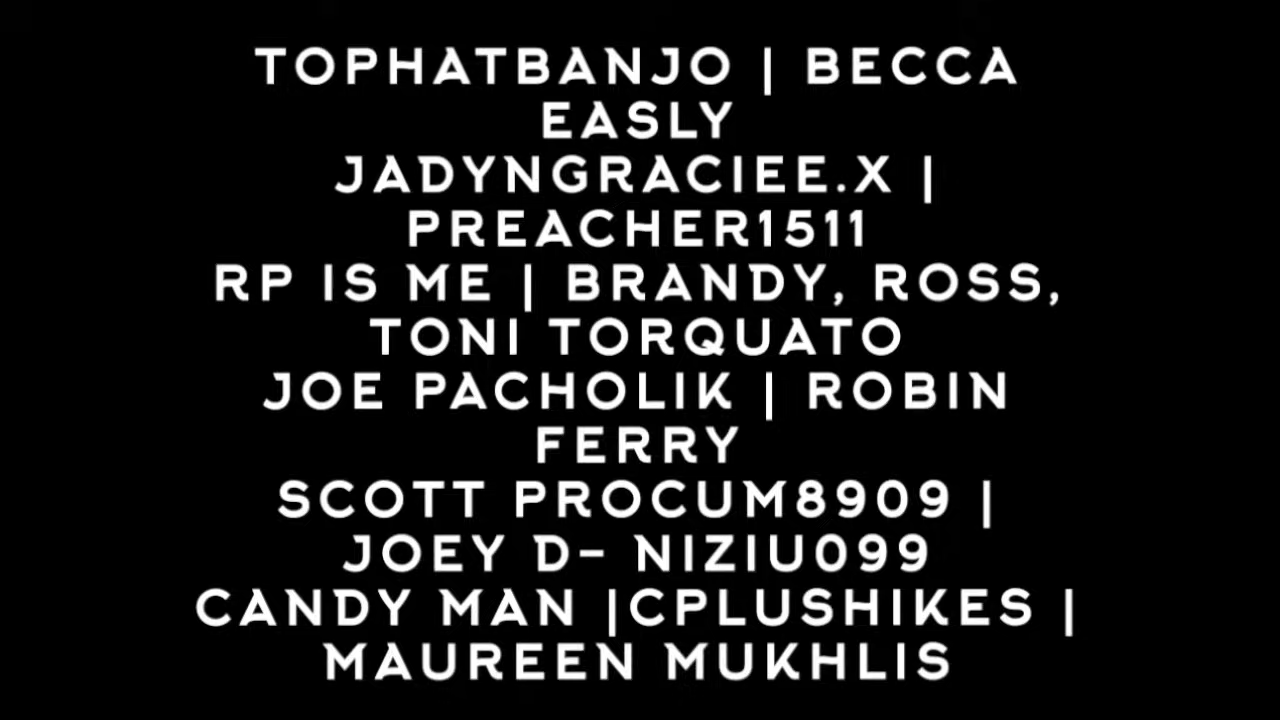 TOPHATBANJO | BECCA
EASLY
JADYNGRACIEE.X |
PREACHER1511
RP IS ME | BRANDY, ROSS,
TONI TORQUATO
JOE PACHOLIK | ROBIN
FERRY
SCOTT PROCUM8909 |
JOEY D- NIZIU099
CANDY MAN |CPLUSHIKES |
MAUREEN MUKHLIS